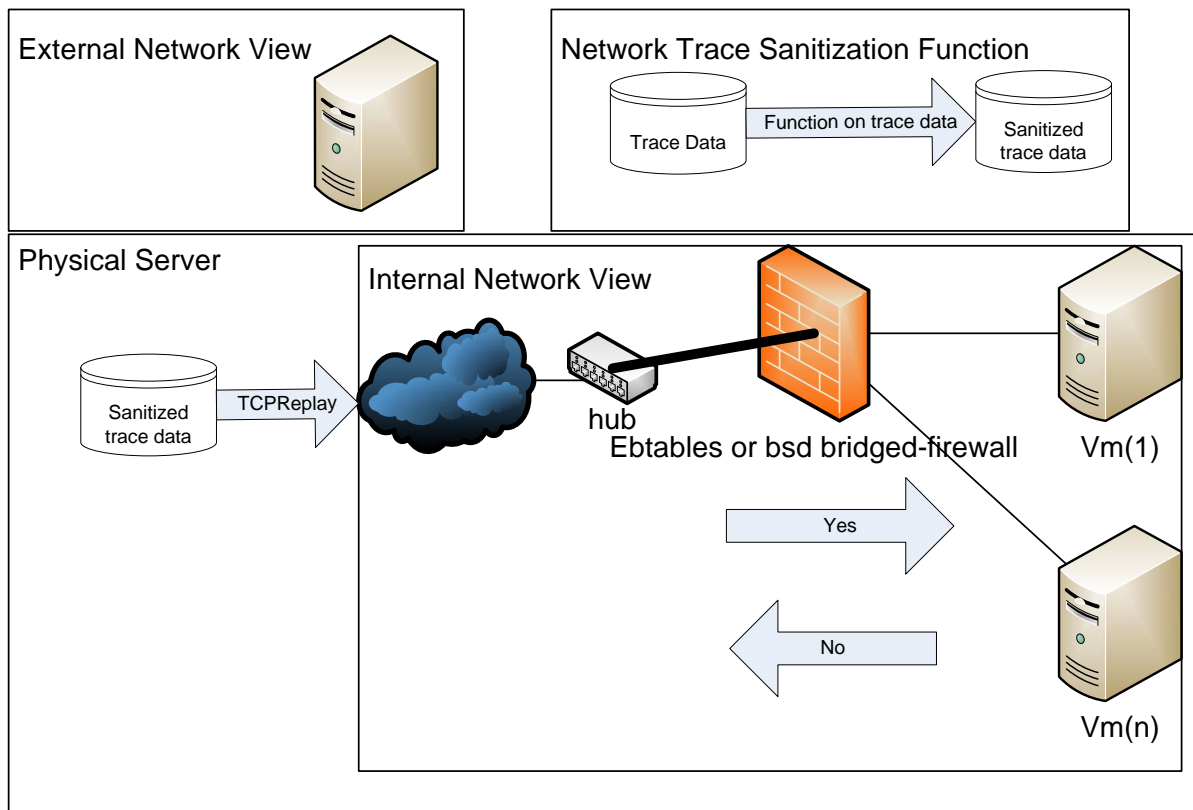 External Network View
Network Trace Sanitization Function
Trace Data
Function on trace data
Sanitized
trace data
Physical Server
Internal Network View
Sanitized
trace data
TCPReplay
hub
Ebtables or bsd bridged-firewall
Vm(1)
Yes
No
Vm(n)